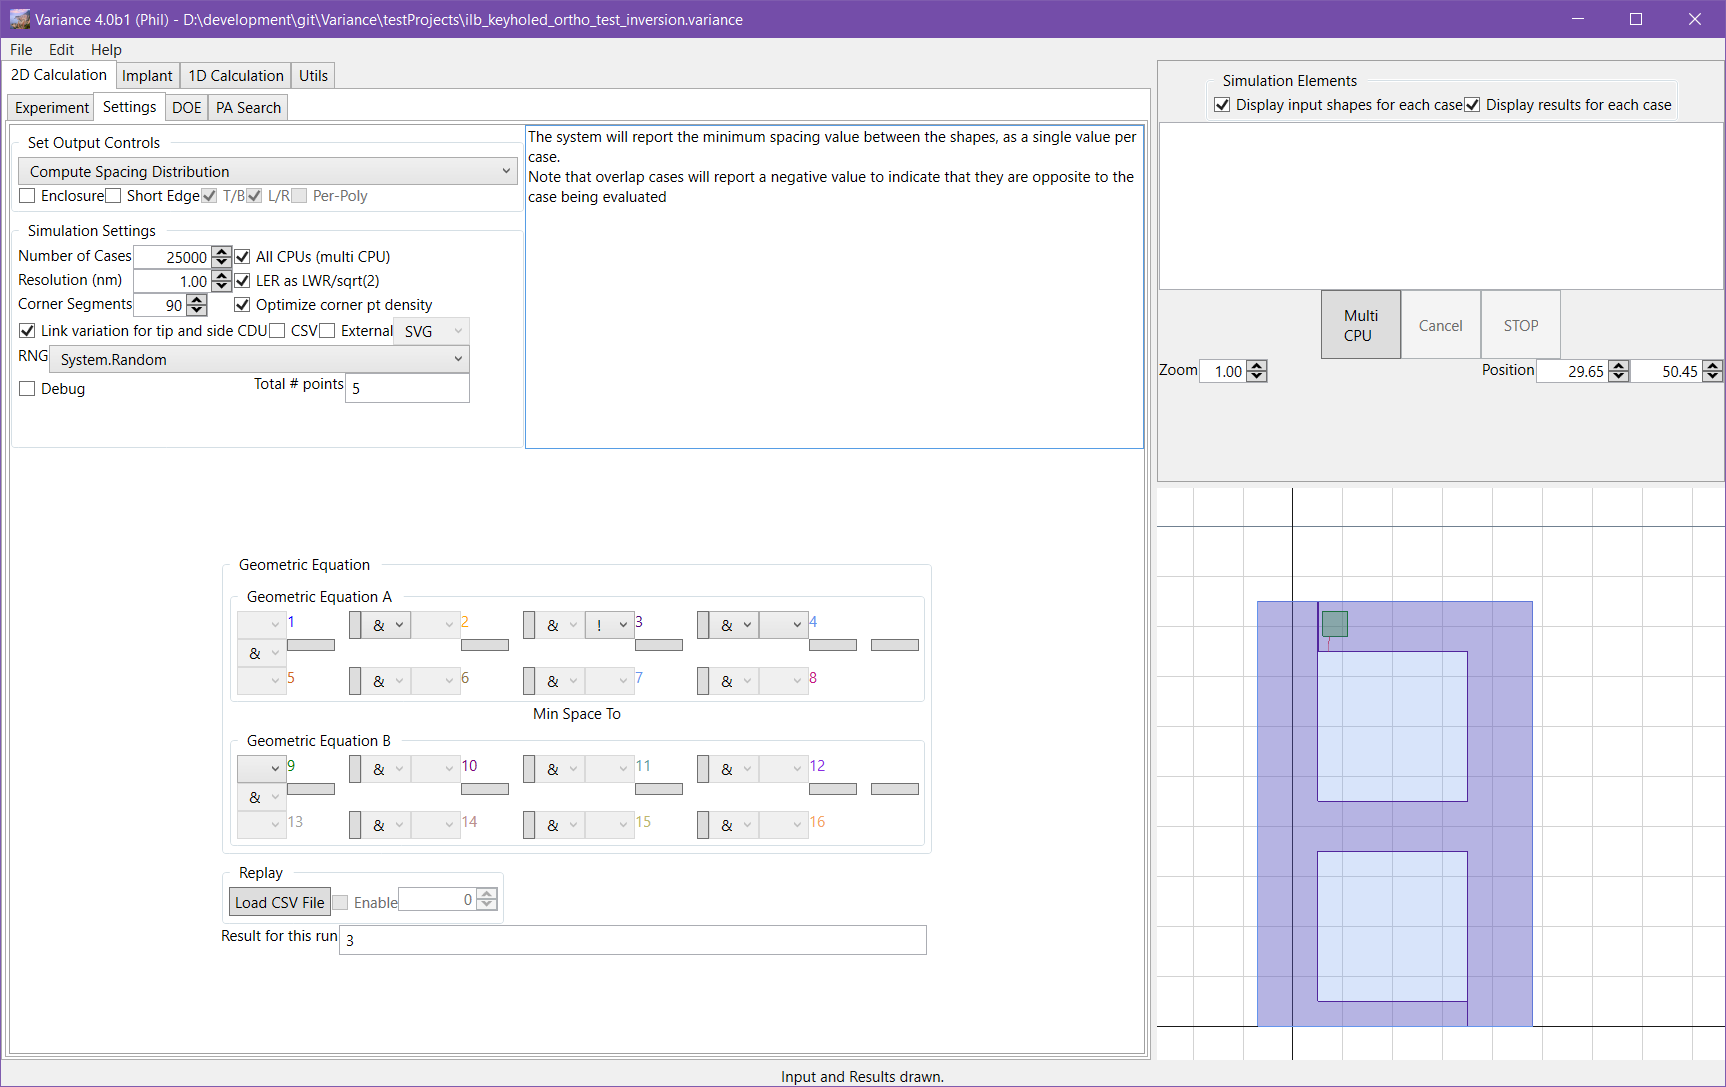 Variance 4.0b1 (Phil) - D:\development\git\Variance\testProjects\ilb_keyholed_ortho_test_inversion.variance
File Edit Help
2D Calculation Implant 1D Calculation Utils
Experiment Settings DOE PA Search
Set Output Controls
Compute Spacing Distribution
Enclosure Short Edge T/B L/R Per-Poly
Simulation Settings
Number of Cases 25000 All CPUs (multi CPU)
Resolution (nm) 1.00 LER as LWR/sqrt(2)
Corner Segments 90 Optimize corner pt density
Link variation for tip and side CDU CSV External SVG
RNG System.Random
Debug Total # points 5
The system will report the minimum spacing value between the shapes, as a single value per
case.
Note that overlap cases will report a negative value to indicate that they are opposite to the
case being evaluated
Geometric Equation
Geometric Equation A
1 & 2 & ! 3 & 4
&
5 & 6 & 7 & 8
Min Space To
Geometric Equation B
9 & 10 & 11 & 12
&
13 & 14 & 15 & 16
Replay
Load CSV File Enable 0
Result for this run 3
Simulation Elements
Display input shapes for each case Display results for each case
Multi
CPU
Cancel STOP
Zoom 1.00 Position 29.65 50.45
Input and Results drawn.